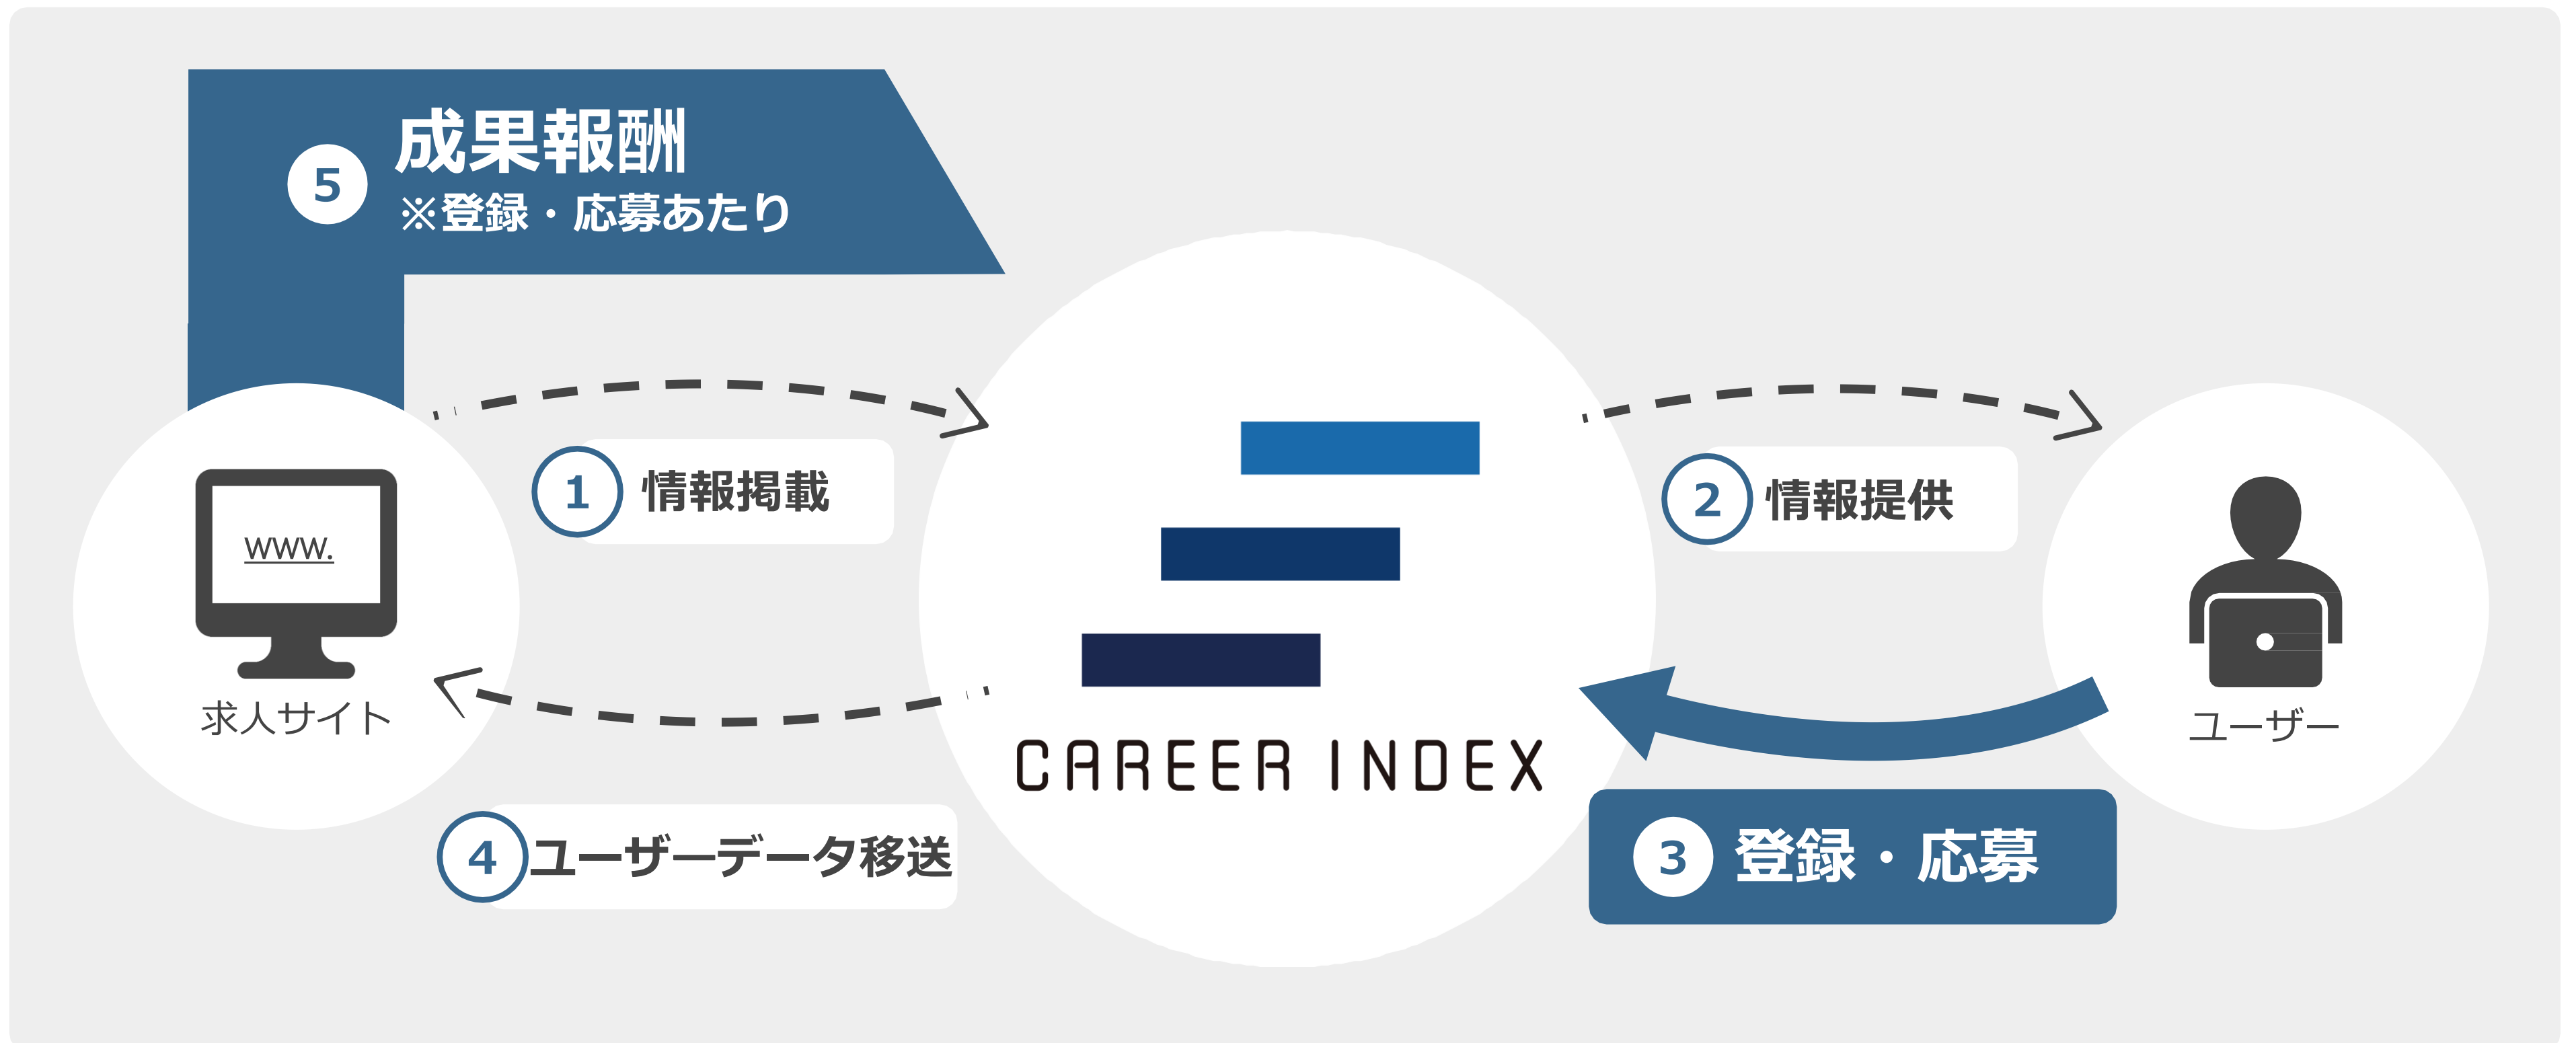 5 成果報酬
※登録・応募あたり
1 情報掲載
2 情報提供
www.
求人サイト
CAREER INDEX
ユーザー
4 ユーザーデータ移送
3 登録・応募